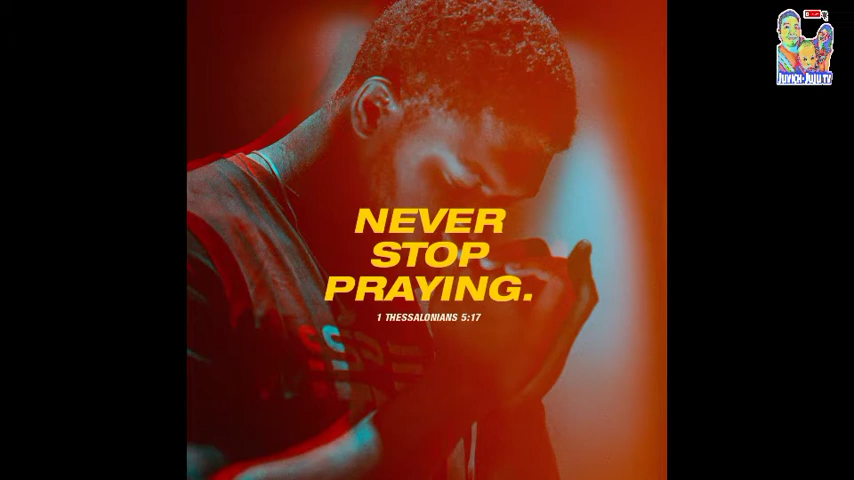 NEVER
STOP
PRAYING.
1 THESSALONIANS 5:17